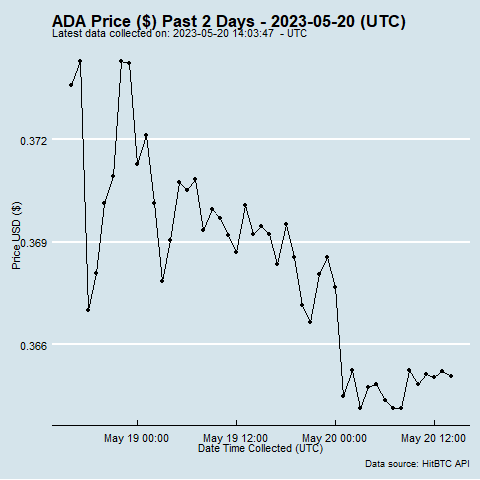 ADA Price ($) Past 2 Days - 2023-05-20 (UTC)
Latest data collected on: 2023-05-20 14:03:47 - UTC
0.372
0.369
0.366
Price USD ($)
May 19 00:00
May 19 12:00
May 20 00:00
May 20 12:00
Date Time Collected (UTC)
Data source: HitBTC API